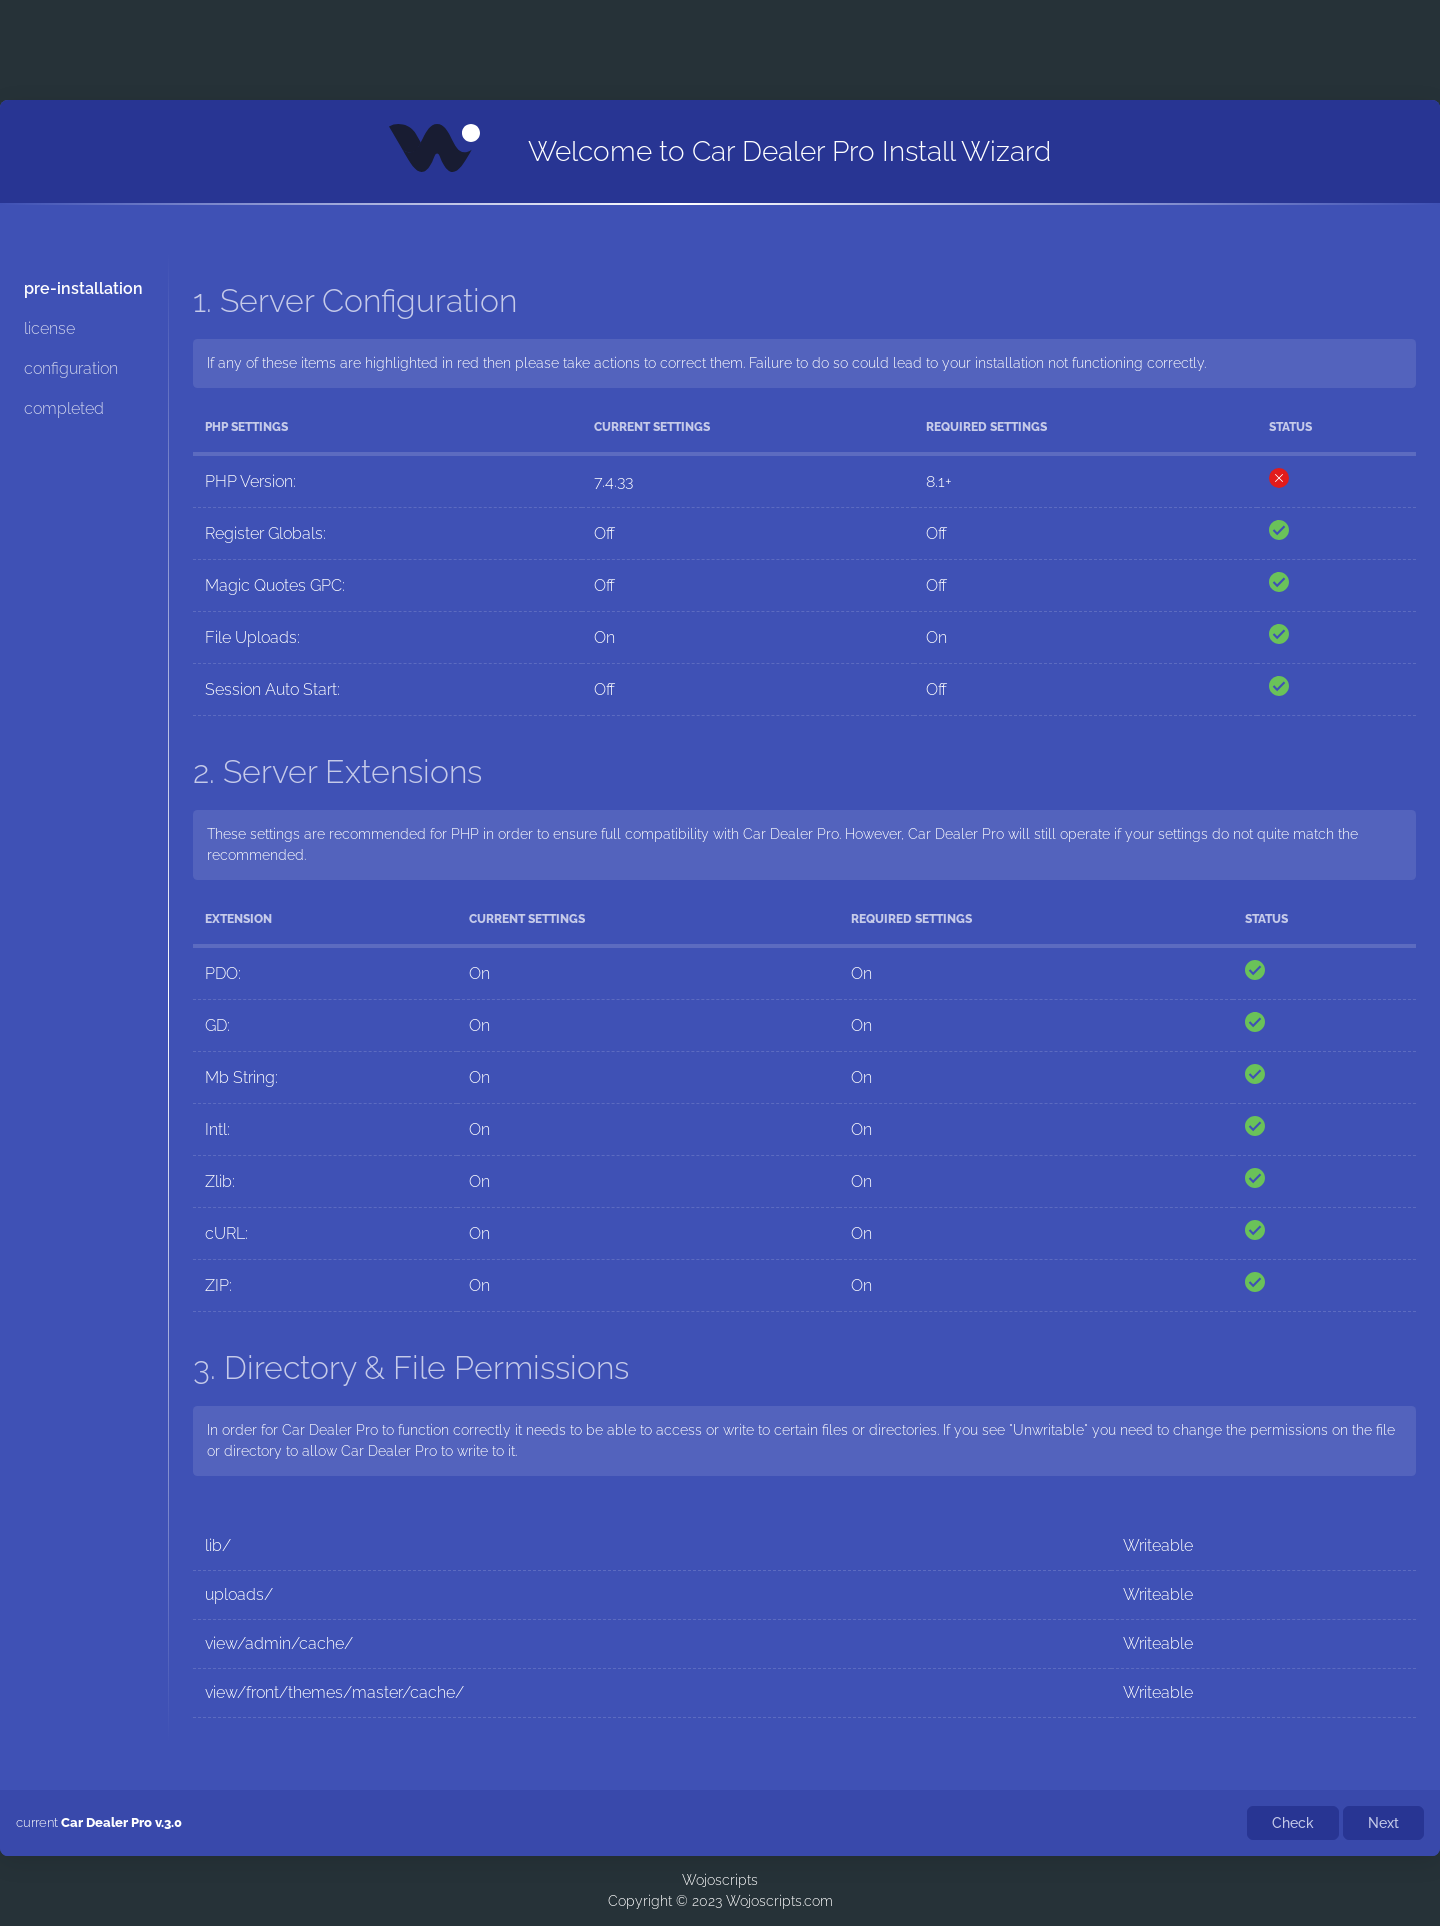 Welcome to Car Dealer Pro Install Wizard
pre-installation
license
configuration
completed
1. Server Configuration
If any of these items are highlighted in red then please take actions to correct them. Failure to do so could lead to your installation not functioning correctly.
PHP SETTINGS CURRENT SETTINGS REQUIRED SETTINGS STATUS
PHP Version: 7.4.33 8.1+
Register Globals: Off Off
Magic Quotes GPC: Off Off
File Uploads: On On
Session Auto Start: Off Off
2. Server Extensions
These settings are recommended for PHP in order to ensure full compatibility with Car Dealer Pro. However, Car Dealer Pro will still operate if your settings do not quite match the
recommended.
EXTENSION CURRENT SETTINGS REQUIRED SETTINGS STATUS
PDO: On On
GD: On On
Mb String: On On
Intl: On On
Zlib: On On
cURL: On On
ZIP: On On
3. Directory & File Permissions
In order for Car Dealer Pro to function correctly it needs to be able to access or write to certain files or directories. If you see "Unwritable" you need to change the permissions on the file
or directory to allow Car Dealer Pro to write to it.
lib/ Writeable
uploads/ Writeable
view/admin/cache/ Writeable
view/front/themes/master/cache/ Writeable
current Car Dealer Pro v.3.0
Check Next
Wojoscripts
Copyright © 2023 Wojoscripts.com